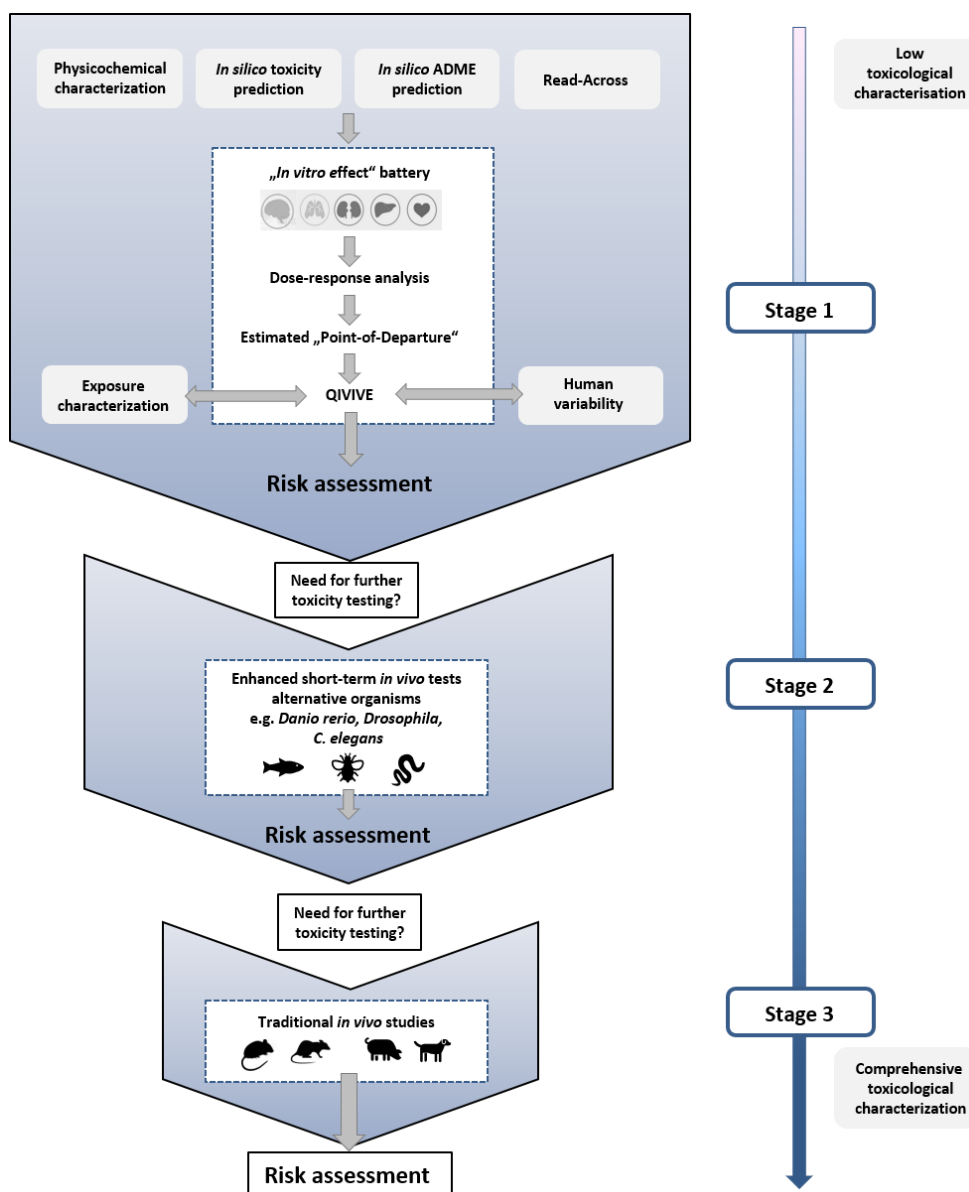 Physicochemical
characterization
In silico toxicity
prediction
In silico ADME
prediction
Read-Across
Low
toxicological
characterisation
„In vitro effect“ battery
Dose-response analysis
Estimated „Point-of-Departure“
Stage 1
Exposure
characterization
QIVIVE
Human
variability
Risk assessment
Need for further
toxicity testing?
Enhanced short-term in vivo tests
alternative organisms
e.g. Danio rerio, Drosophila,
C. elegans
Stage 2
Risk assessment
Need for further
toxicity testing?
Traditional in vivo studies
Stage 3
Comprehensive
toxicological
characterization
Risk assessment